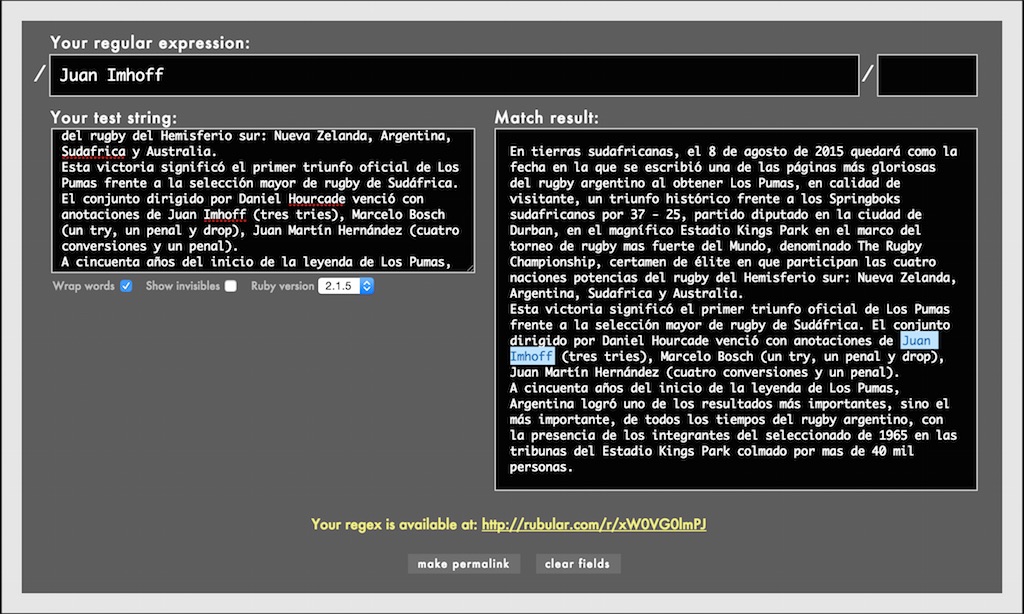 Your regular expression:
/ Juan Imhoff /
Your test string:
del rugby del Hemisferio sur: Nueva Zelanda, Argentina,
Sudafrica y Australia.
Esta victoria significó el primer triunfo oficial de Los
Pumas frente a la selección mayor de rugby de Sudáfrica.
El conjunto dirigido por Daniel Hourcade venció con
anotaciones de Juan Imhoff (tres tries), Marcelo Bosch
(un try, un penal y drop), Juan Martín Hernández (cuatro
conversiones y un penal).
A cincuenta años del inicio de la leyenda de Los Pumas,
Wrap words Show invisibles Ruby version 2.1.5
Match result:
En tierras sudafricanas, el 8 de agosto de 2015 quedará como la
fecha en la que se escribió una de las páginas más gloriosas
del rugby argentino al obtener Los Pumas, en calidad de
visitante, un triunfo histórico frente a los Springboks
sudafricanos por 37 - 25, partido diputado en la ciudad de
Durban, en el magnífico Estadio Kings Park en el marco del
torneo de rugby mas fuerte del Mundo, denominado The Rugby
Championship, certamen de élite en que participan las cuatro
naciones potencias del rugby del Hemisferio sur: Nueva Zelanda,
Argentina, Sudafrica y Australia.
Esta victoria significó el primer triunfo oficial de Los Pumas
frente a la selección mayor de rugby de Sudáfrica. El conjunto
dirigido por Daniel Hourcade venció con anotaciones de Juan
Imhoff (tres tries), Marcelo Bosch (un try, un penal y drop),
Juan Martín Hernández (cuatro conversiones y un penal).
A cincuenta años del inicio de la leyenda de Los Pumas,
Argentina logró uno de los resultados más importantes, sino el
más importante, de todos los tiempos del rugby argentino, con
la presencia de los integrantes del seleccionado de 1965 en las
tribunas del Estadio Kings Park colmado por mas de 40 mil
personas.
Your regex is available at: http://rubular.com/r/xW0VG0lmPJ
make permalink clear fields